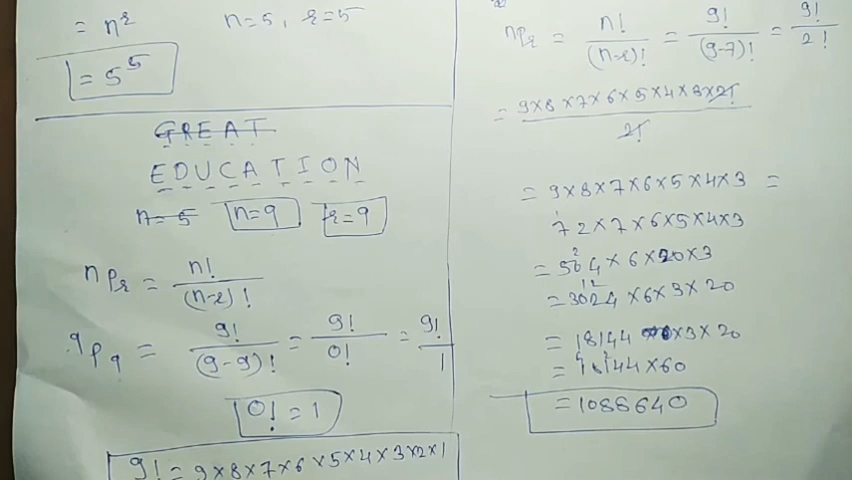 = n^r n=5, r=5
= 5^5
GREAT
EDUCATION
n=5 n=9 r=9
nPr = n! / (n-r)!
9P9 = 9! / (9-9)! = 9! / 0! = 9! / 1
0! = 1
9! = 9×8×7×6×5×4×3×2×1
nPr = n! / (n-r)! = 9! / (9-7)! = 9! / 2!
= 9×8×7×6×5×4×3×2! / 2!
= 9×8×7×6×5×4×3 =
72×7×6×5×4×3
= 504×6×20×3
= 3024×6×3×20
= 18144 ×3×20
= 18144×60
= 1088640